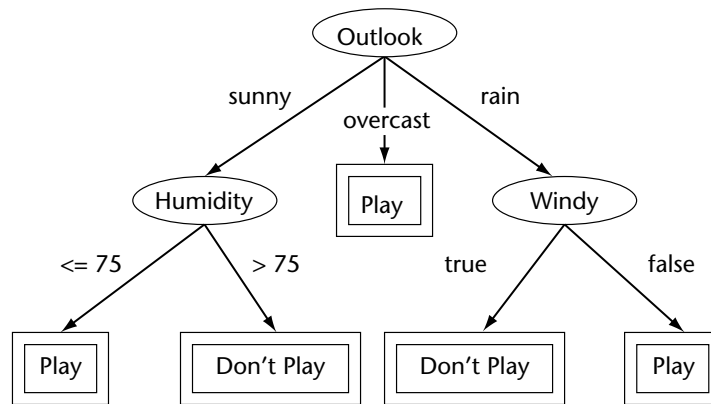 Outlook
sunny
overcast
rain
Humidity
Play
Windy
<= 75
> 75
true
false
Play
Don't Play
Don't Play
Play